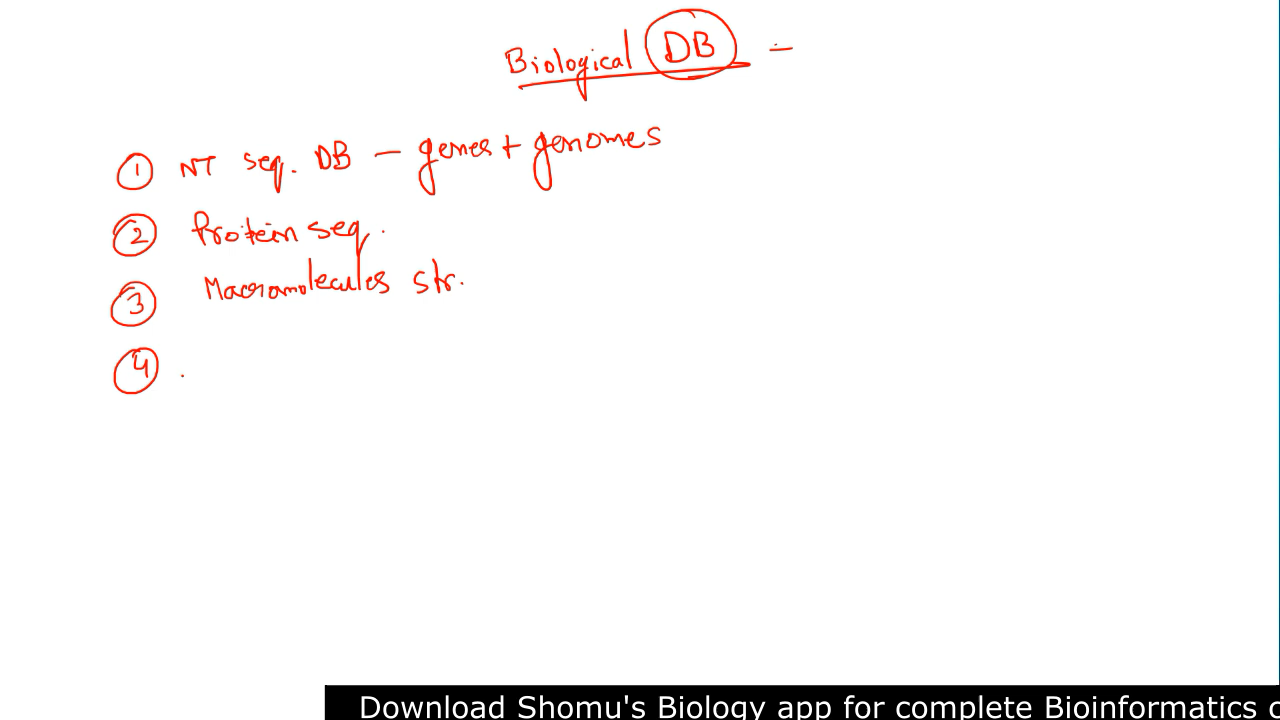 Biological DB -
1 NT seq. DB - genes + genomes
2 Protein seq.
3 Macromolecules str.
4 .
Download Shomu's Biology app for complete Bioinformatics c